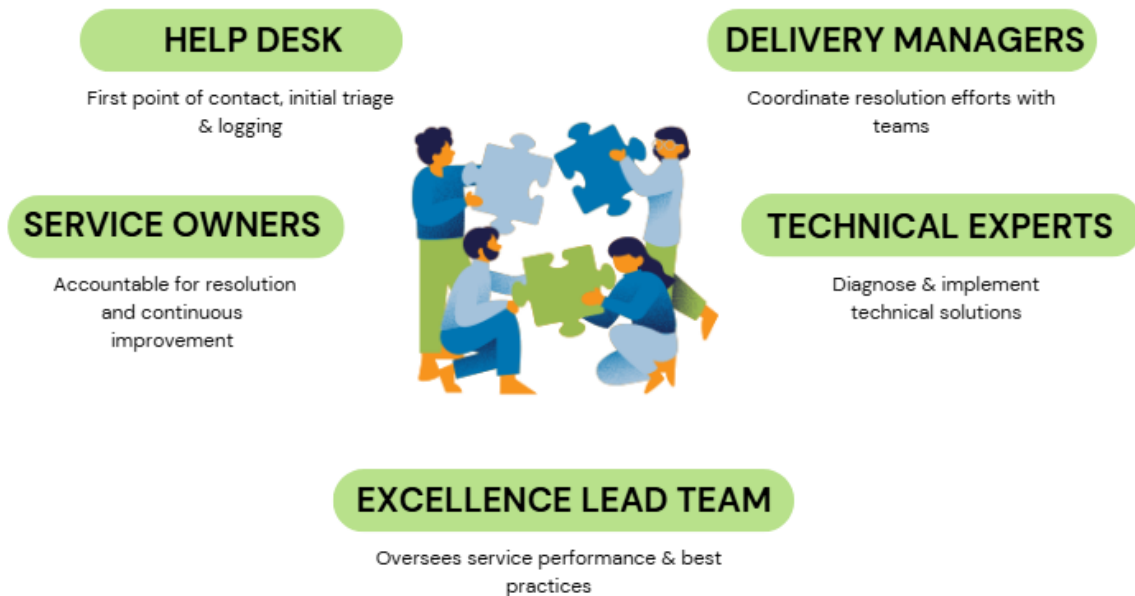 HELP DESK
First point of contact, initial triage
& logging
DELIVERY MANAGERS
Coordinate resolution efforts with
teams
SERVICE OWNERS
Accountable for resolution
and continuous
improvement
TECHNICAL EXPERTS
Diagnose & implement
technical solutions
EXCELLENCE LEAD TEAM
Oversees service performance & best
practices